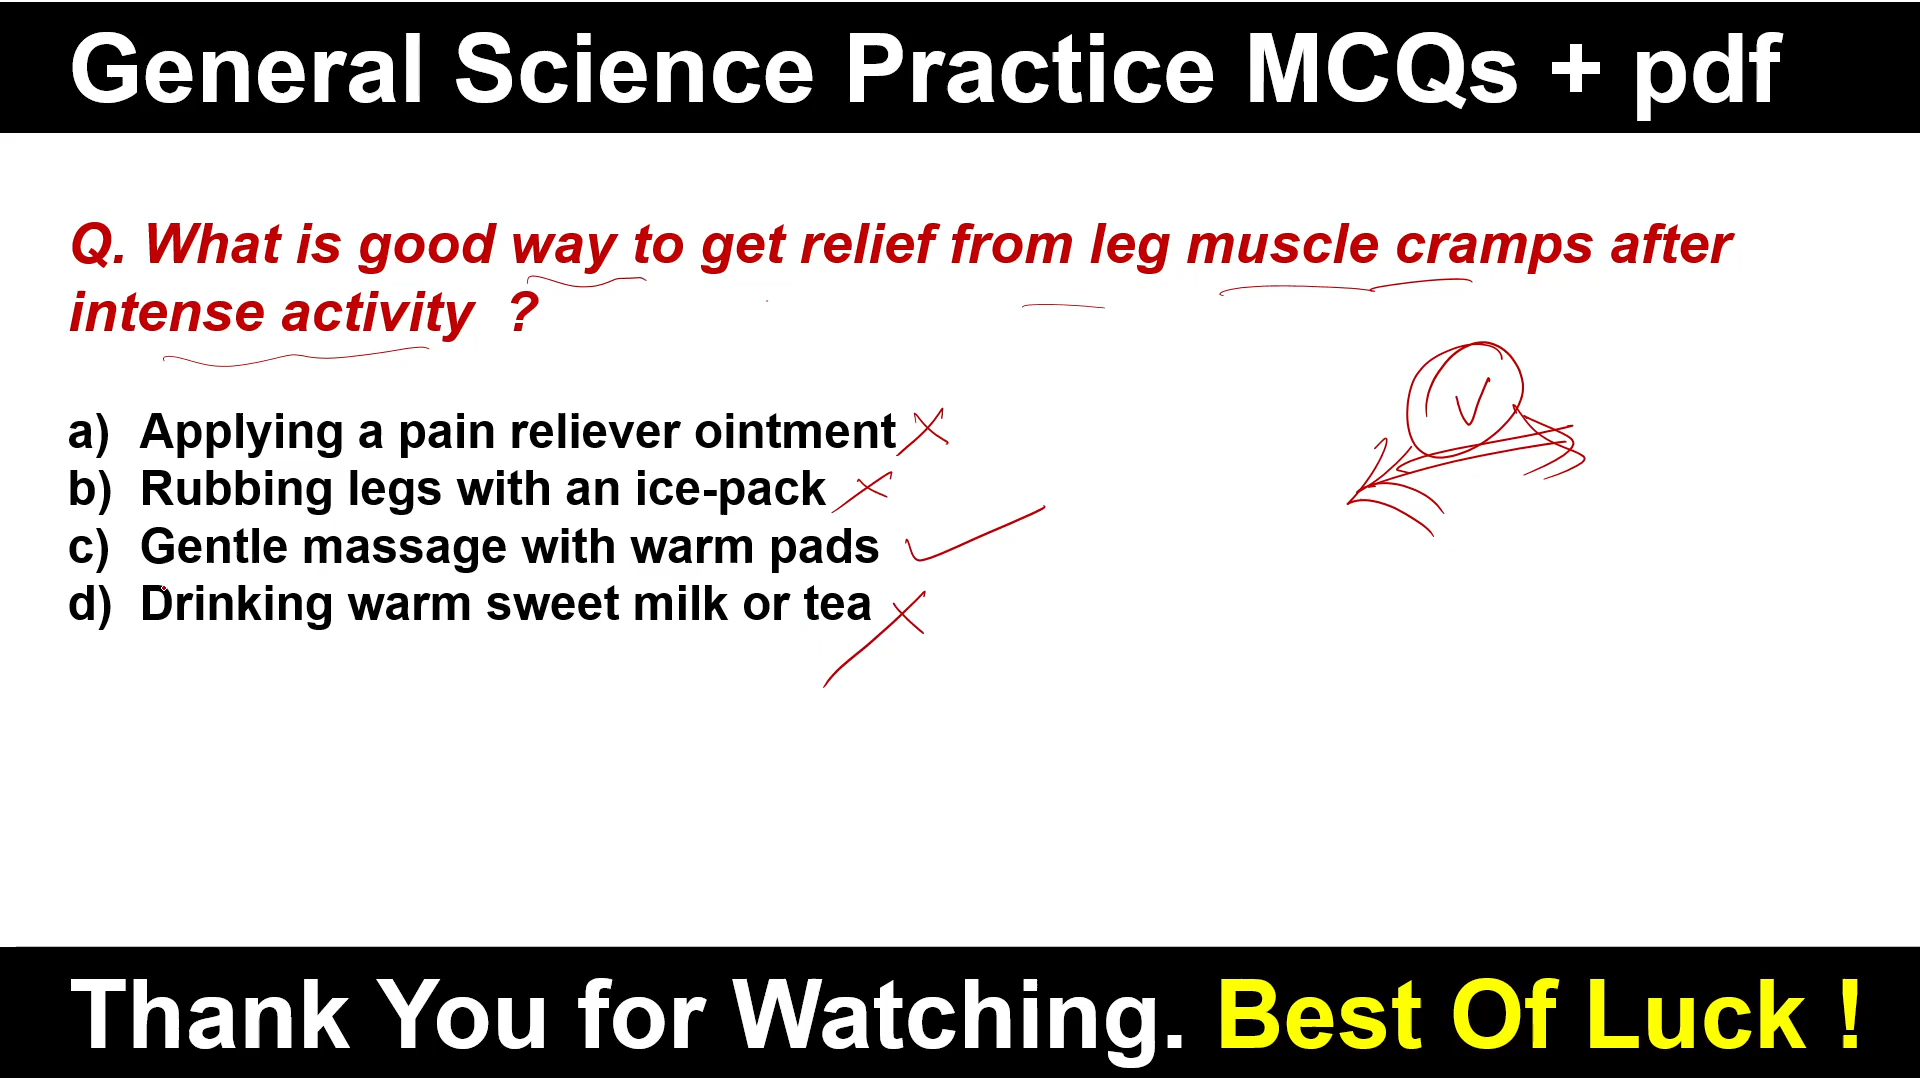 General Science Practice MCQs + pdf
Q. What is good way to get relief from leg muscle cramps after
intense activity ?
a) Applying a pain reliever ointment
b) Rubbing legs with an ice-pack
c) Gentle massage with warm pads
d) Drinking warm sweet milk or tea
Thank You for Watching. Best Of Luck !